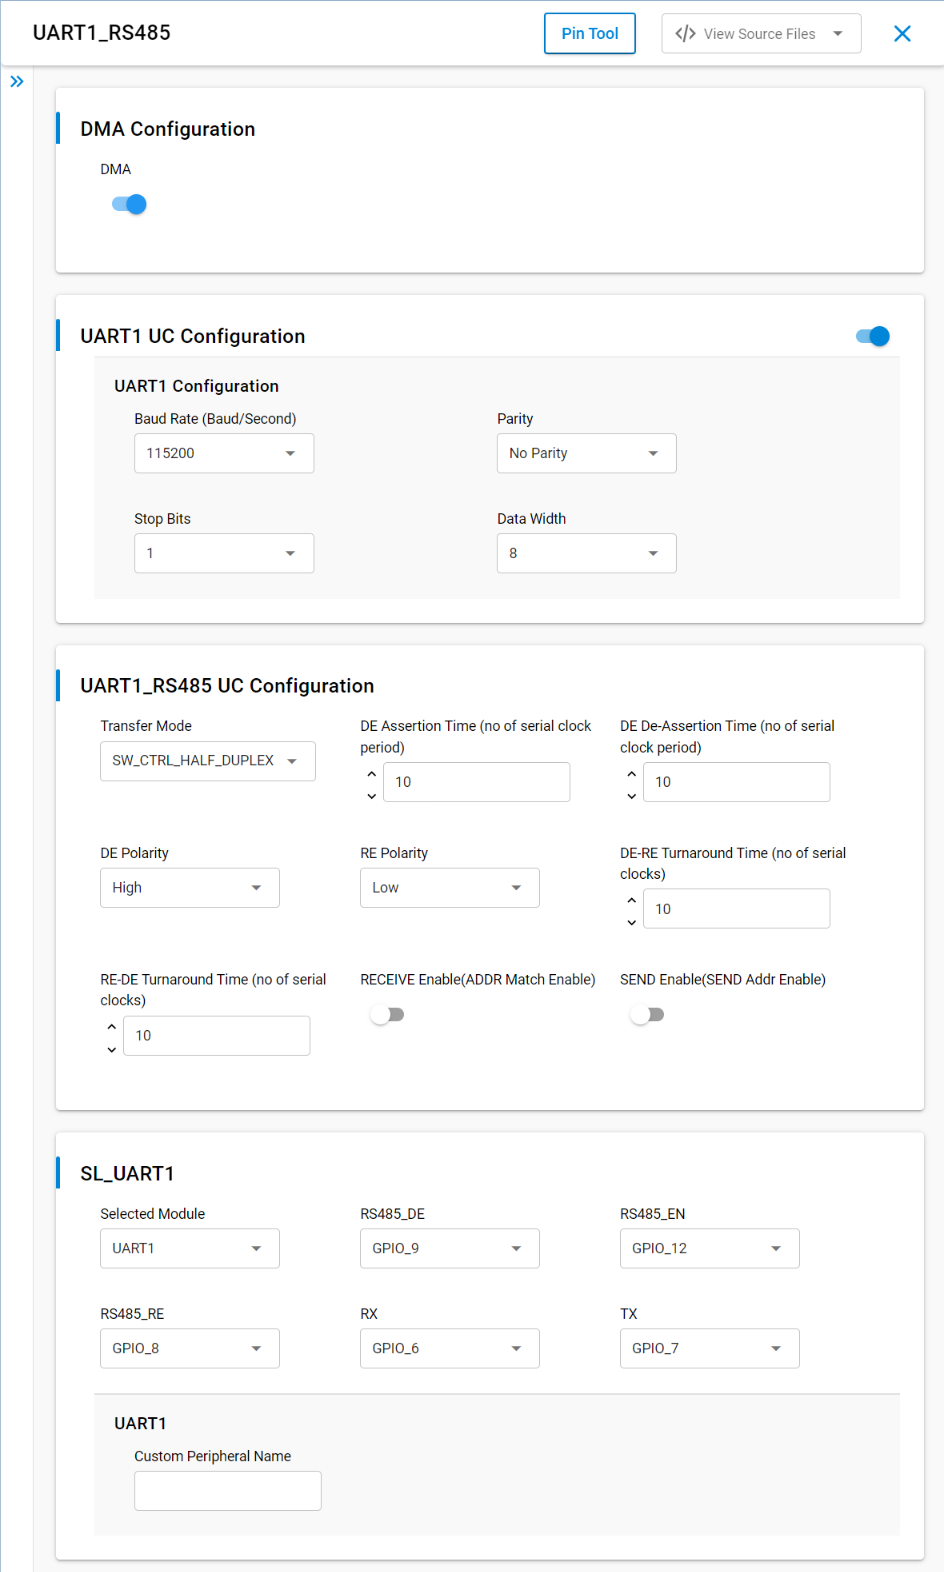 UART1_RS485
Pin Tool
</> View Source Files
DMA Configuration
DMA
UART1 UC Configuration
UART1 Configuration
Baud Rate (Baud/Second)
Parity
115200
No Parity
Stop Bits
Data Width
1
8
UART1_RS485 UC Configuration
Transfer Mode
SW_CTRL_HALF_DUPLEX
DE Assertion Time (no of serial clock
period)
10
DE De-Assertion Time (no of serial
clock period)
10
DE Polarity
High
RE Polarity
Low
DE-RE Turnaround Time (no of serial
clocks)
10
RE-DE Turnaround Time (no of serial
clocks)
10
RECEIVE Enable(ADDR Match Enable)
SEND Enable(SEND Addr Enable)
SL_UART1
Selected Module
RS485_DE
RS485_EN
UART1
GPIO_9
GPIO_12
RS485_RE
RX
TX
GPIO_8
GPIO_6
GPIO_7
UART1
Custom Peripheral Name